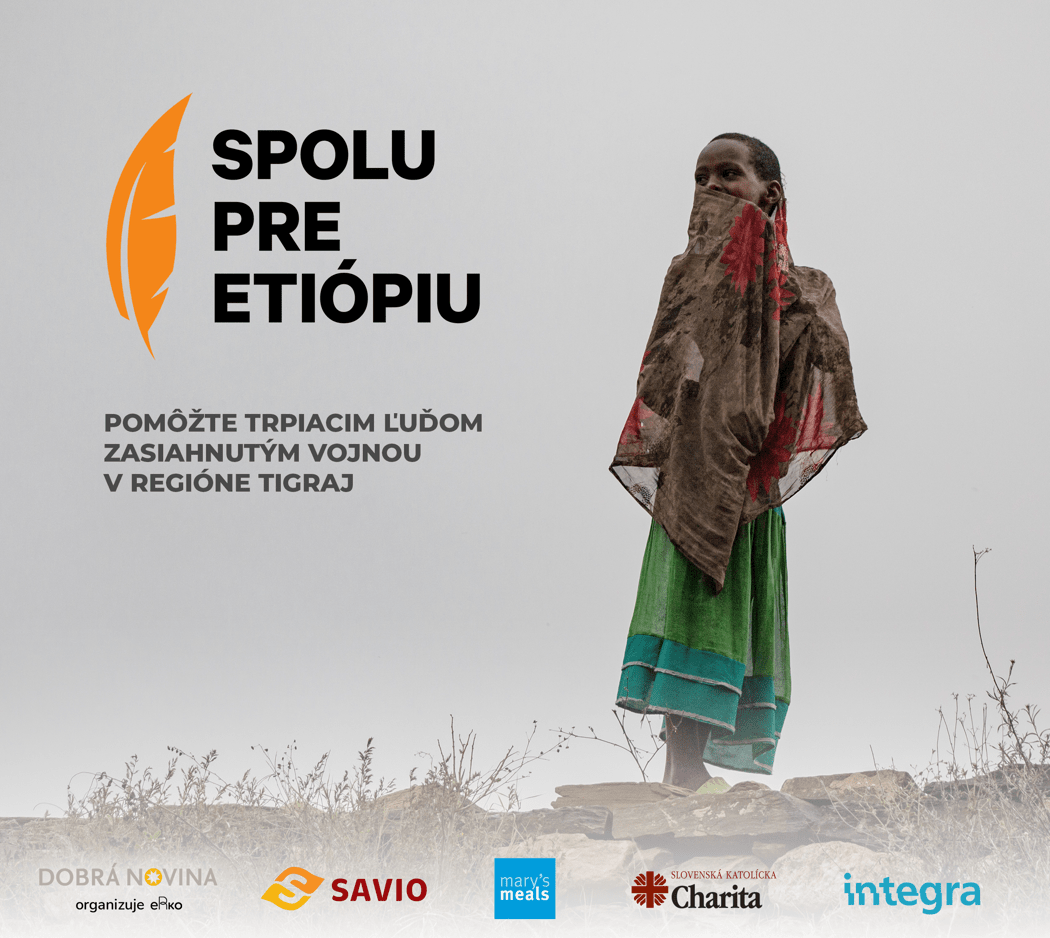 SPOLU
PRE
ETIÓPIU
POMÔŽTE TRPIACIM ĽUĎOM
ZASIAHNUTÝM VOJNOU
V REGIÓNE TIGRAJ
DOBRÁ NOVINA
organizuje eRko
SAVIO
mary's
meals
SLOVENSKÁ KATOLÍCKA
Charita
integra